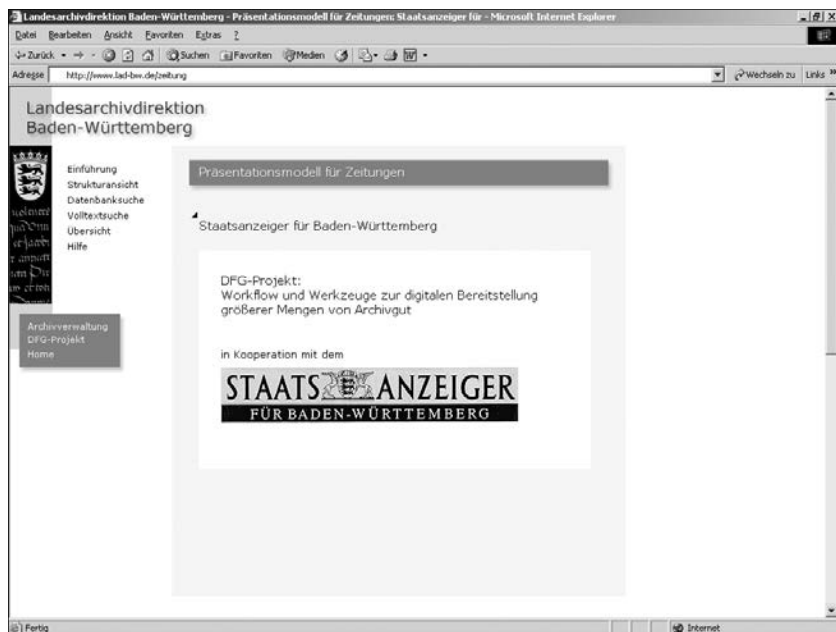 Landesarchivdirektion Baden-Württemberg - Präsentationsmodell für Zeitungen: Staatsanzeiger für - Microsoft Internet Explorer
Datei Bearbeiten Ansicht Favoriten Extras ?
Zurück Suchen Favoriten Medien
Adresse http://www.lad-bw.de/zeitung Wechseln zu Links »
Landesarchivdirektion
Baden-Württemberg
Einführung
Strukturansicht
Datenbanksuche
Volltextsuche
Übersicht
Hilfe
Archivverwaltung
DFG-Projekt
Home
Präsentationsmodell für Zeitungen
Staatsanzeiger für Baden-Württemberg
DFG-Projekt:
Workflow und Werkzeuge zur digitalen Bereitstellung
größerer Mengen von Archivgut
in Kooperation mit dem
STAATS ANZEIGER
FÜR BADEN-WÜRTTEMBERG
Fertig Internet